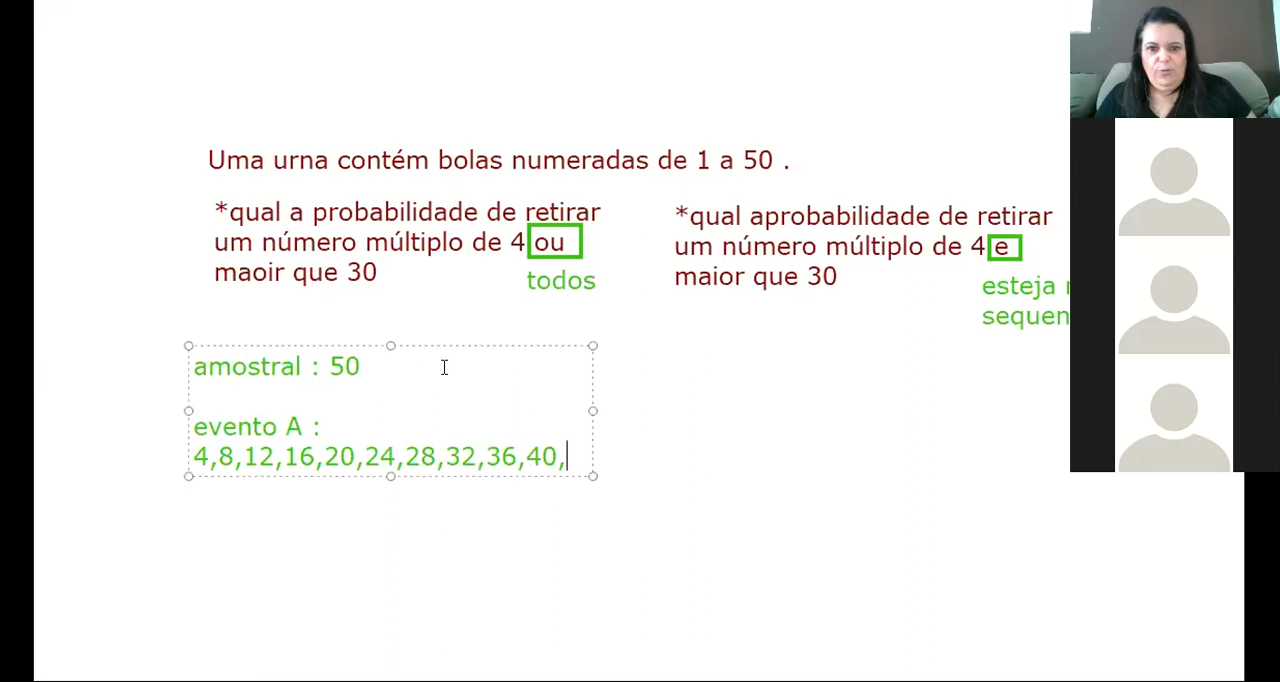 Uma urna contém bolas numeradas de 1 a 50 .
*qual a probabilidade de retirar
um número múltiplo de 4 ou
maoir que 30
todos
*qual aprobabilidade de retirar
um número múltiplo de 4 e
maior que 30
esteja
sequen
amostral : 50
evento A :
4,8,12,16,20,24,28,32,36,40,